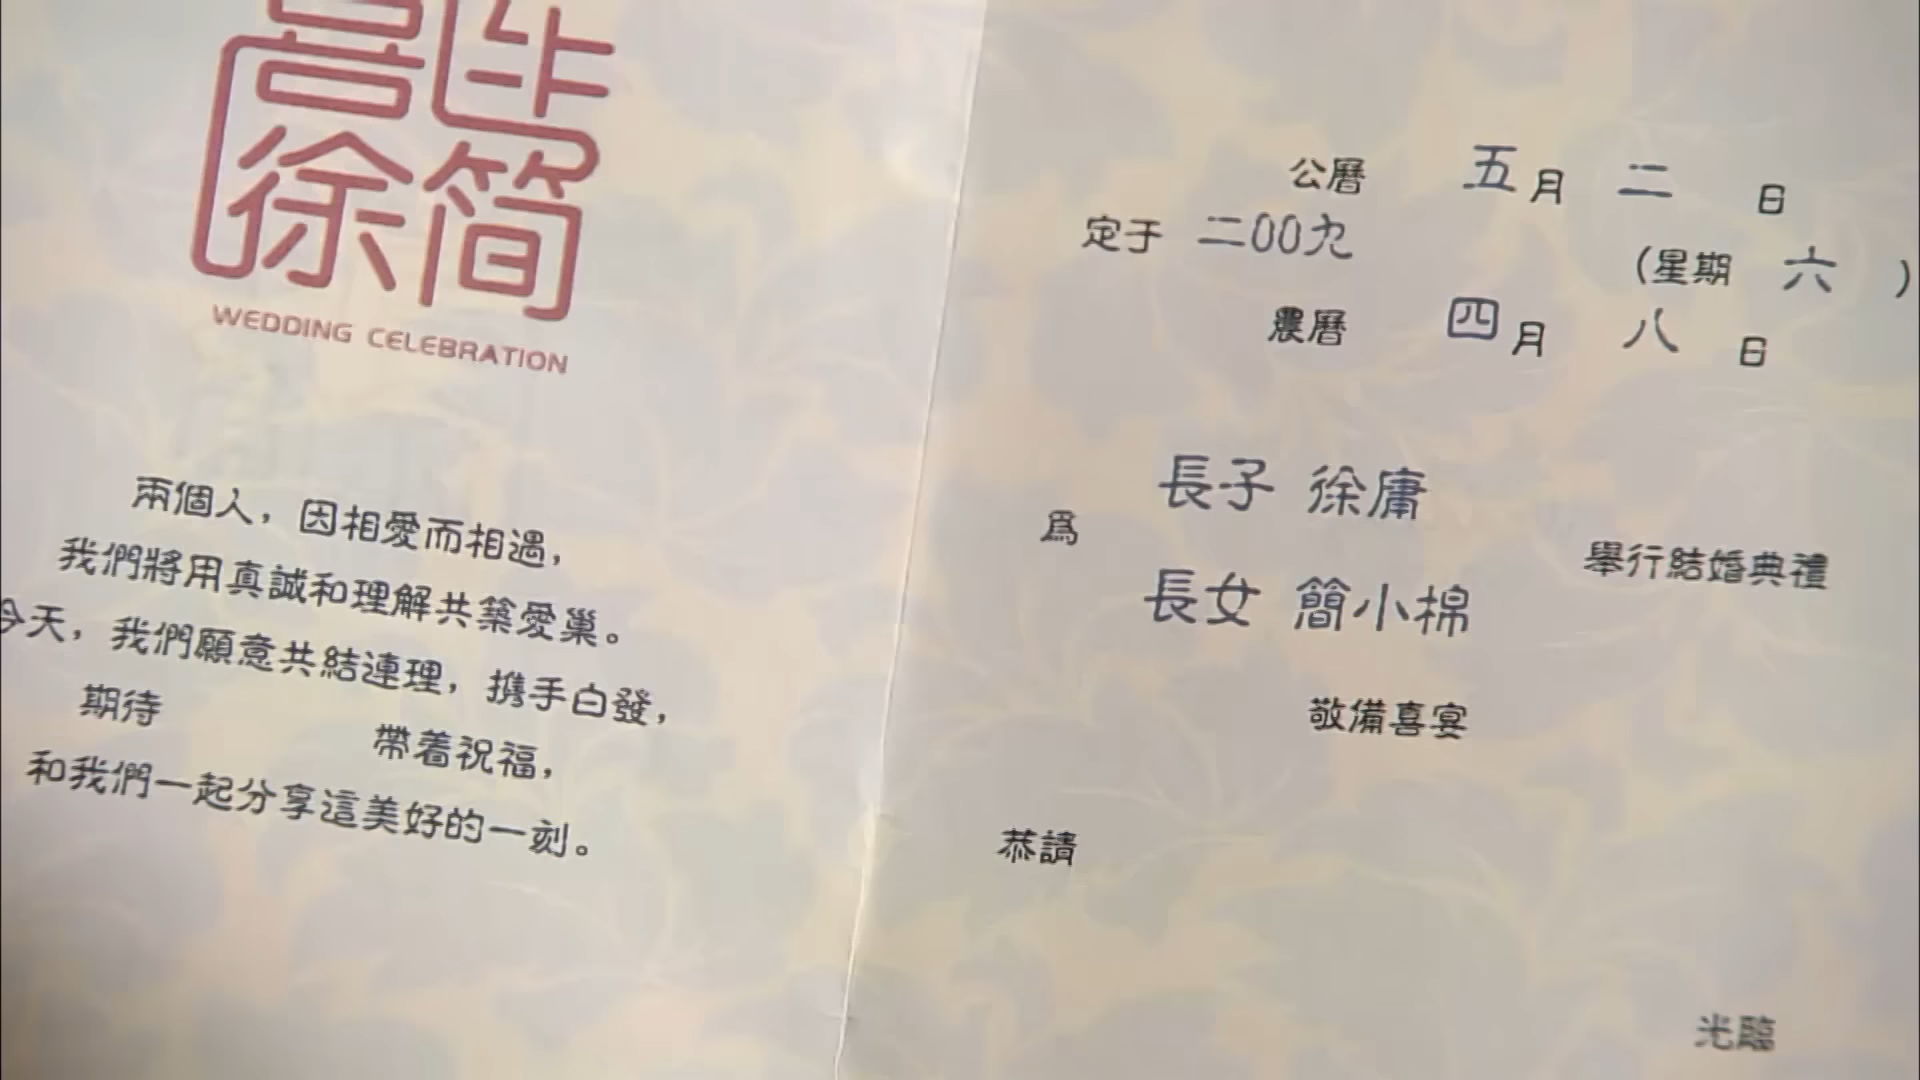 徐簡
WEDDING CELEBRATION
兩個人，因相愛而相遇，
我們將用真誠和理解共築愛巢。
今天，我們願意共結連理，攜手白發，
期待 帶着祝福，
和我們一起分享這美好的一刻。
公曆 五月 二 日
定于 二00九 (星期 六 )
農曆 四月 八 日
長子 徐庸
爲 舉行結婚典禮
長女 簡小棉
敬備喜宴
恭請
光臨